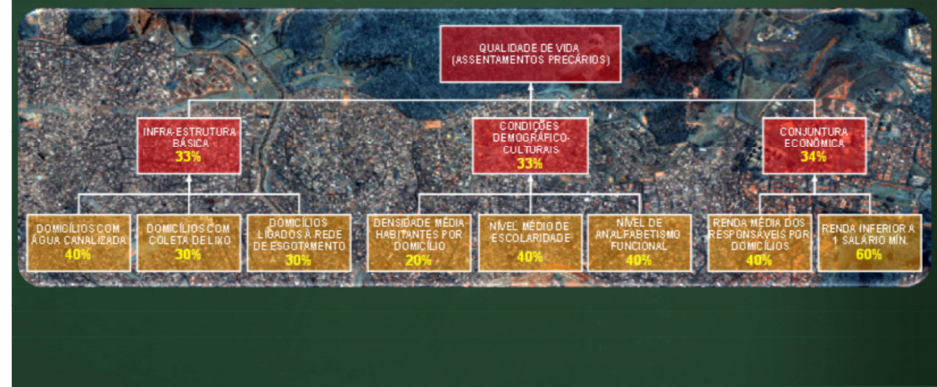 QUALIDADE DE VIDA
(ASSENTAMENTOS PRECÁRIOS)
INFRA-ESTRUTURA
BÁSICA
33%
CONDIÇÕES
DEMOGRÁFICO-
CULTURAIS
33%
CONJUNTURA
ECONÔMICA
34%
DOMICÍLIOS COM
ÁGUA CANALIZADA
40%
DOMICÍLIOS COM
COLETA DE LIXO
30%
DOMICÍLIOS
LIGADOS À REDE
DE ESGOTAMENTO
30%
DENSIDADE MÉDIA
HABITANTES POR
DOMICÍLIO
20%
NÍVEL MÉDIO DE
ESCOLARIDADE
40%
NÍVEL DE
ANALFABETISMO
FUNCIONAL
40%
RENDA MÉDIA DOS
RESPONSÁVEIS POR
DOMICÍLIOS
40%
RENDA INFERIOR A
1 SALÁRIO MÍN.
60%